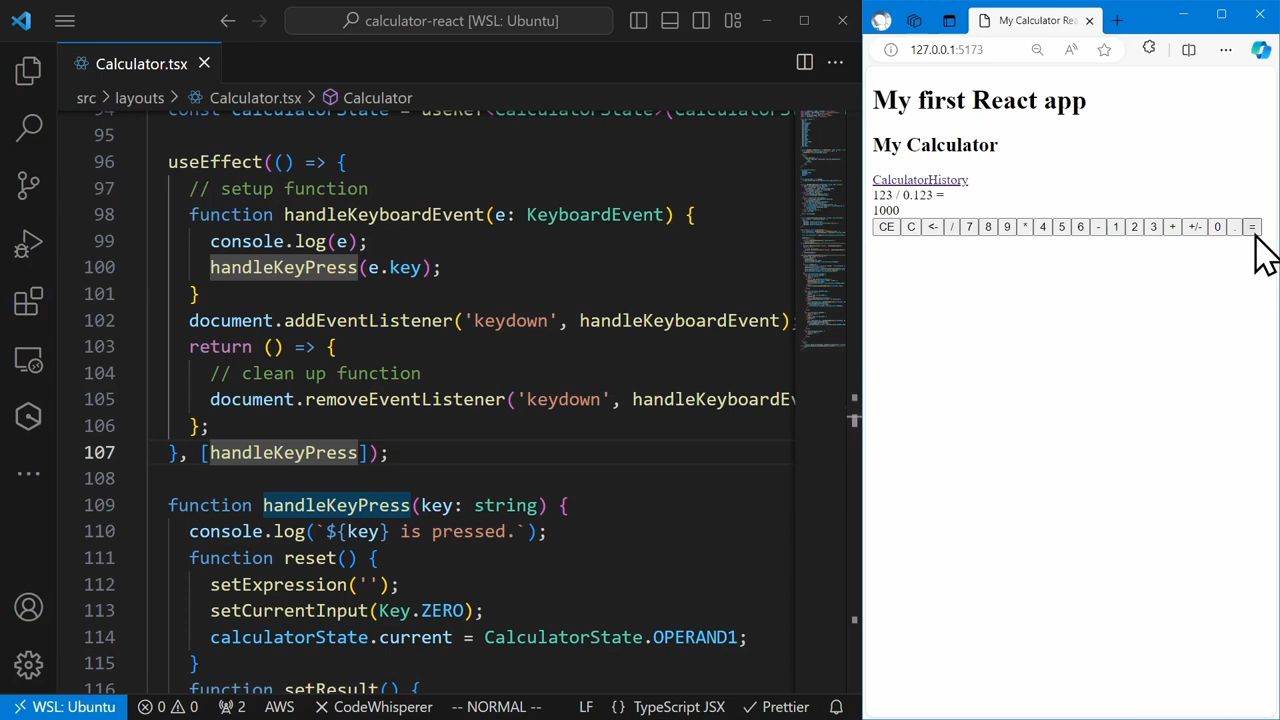 calculator-react [WSL: Ubuntu]
Calculator.tsx
src > layouts > Calculator.tsx > Calculator
95
96 useEffect(() => {
97 // setup function
98 function handleKeyboardEvent(e: KeyboardEvent) {
99 console.log(e);
100 handleKeyPress(e.key);
101 }
102 document.addEventListener('keydown', handleKeyboardEvent);
103 return () => {
104 // clean up function
105 document.removeEventListener('keydown', handleKeyboardEv
106 };
107 }, [handleKeyPress]);
108
109 function handleKeyPress(key: string) {
110 console.log(`${key} is pressed.`);
111 function reset() {
112 setExpression('');
113 setCurrentInput(Key.ZERO);
114 calculatorState.current = CalculatorState.OPERAND1;
115 }
116 function setResult() {
WSL: Ubuntu 0 0 2 AWS CodeWhisperer -- NORMAL -- LF {} TypeScript JSX Prettier
My Calculator Rea
127.0.0.1:5173
My first React app
My Calculator
CalculatorHistory
123 / 0.123 =
1000
CE C <- / 7 8 9 * 4 5 6 - 1 2 3 + +/- 0 . =